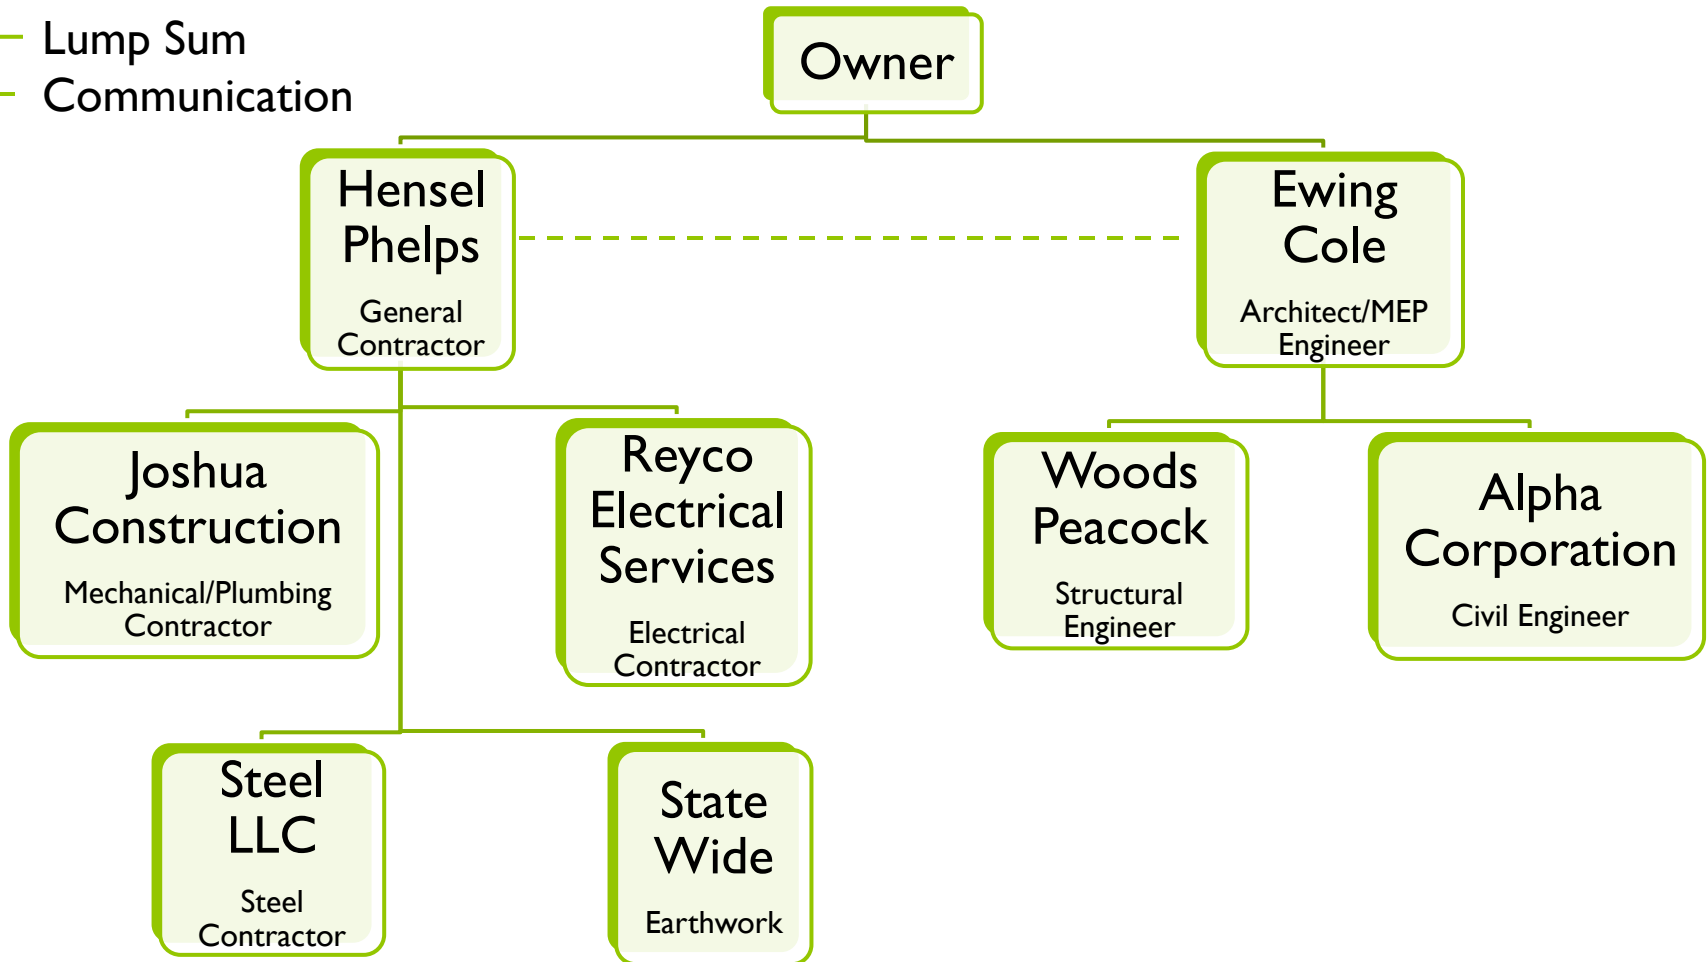 Lump Sum
Communication
Owner
Hensel
Phelps
General
Contractor
Ewing
Cole
Architect/MEP
Engineer
Joshua
Construction
Mechanical/Plumbing
Contractor
Reyco
Electrical
Services
Electrical
Contractor
Woods
Peacock
Structural
Engineer
Alpha
Corporation
Civil Engineer
Steel
LLC
Steel
Contractor
State
Wide
Earthwork